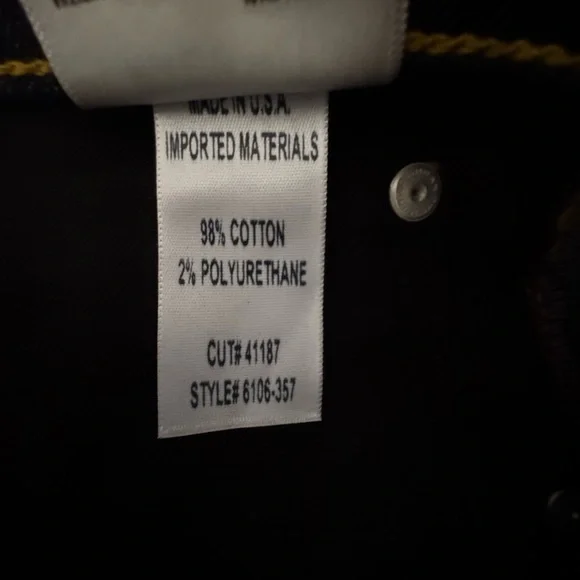 MADE IN U.S.A.
IMPORTED MATERIALS
98% COTTON
2% POLYURETHANE
CUT# 41187
STYLE# 6106-357